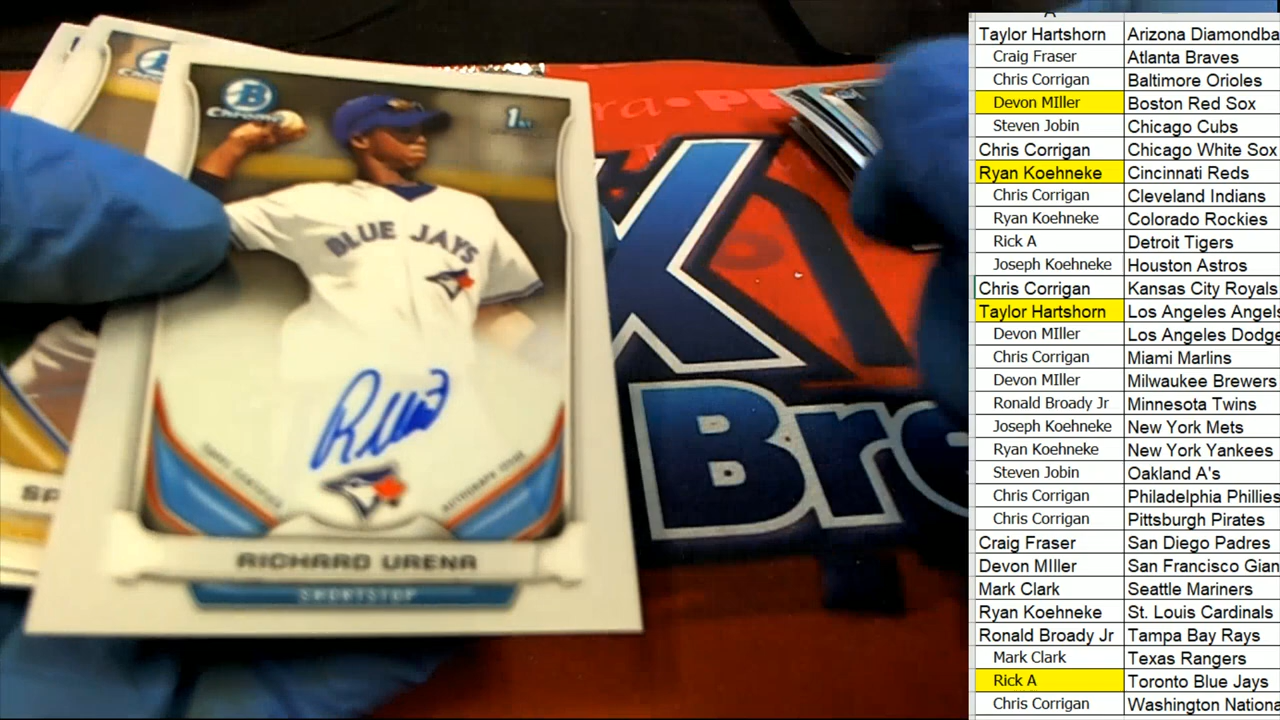 A
Taylor Hartshorn Arizona Diamondba
Craig Fraser Atlanta Braves
Chris Corrigan Baltimore Orioles
Devon MIller Boston Red Sox
Steven Jobin Chicago Cubs
Chris Corrigan Chicago White Sox
Ryan Koehneke Cincinnati Reds
Chris Corrigan Cleveland Indians
Ryan Koehneke Colorado Rockies
Rick A Detroit Tigers
Joseph Koehneke Houston Astros
Chris Corrigan Kansas City Royals
Taylor Hartshorn Los Angeles Angels
Devon MIller Los Angeles Dodge
Chris Corrigan Miami Marlins
Devon MIller Milwaukee Brewers
Ronald Broady Jr Minnesota Twins
Joseph Koehneke New York Mets
Ryan Koehneke New York Yankees
Steven Jobin Oakland A's
Chris Corrigan Philadelphia Phillies
Chris Corrigan Pittsburgh Pirates
Craig Fraser San Diego Padres
Devon MIller San Francisco Gian
Mark Clark Seattle Mariners
Ryan Koehneke St. Louis Cardinals
Ronald Broady Jr Tampa Bay Rays
Mark Clark Texas Rangers
Rick A Toronto Blue Jays
Chris Corrigan Washington Nationa
B
Chrome
1st
BLUE JAYS
RICHARD URENA
SHORTSTOP
SP
X
Bre